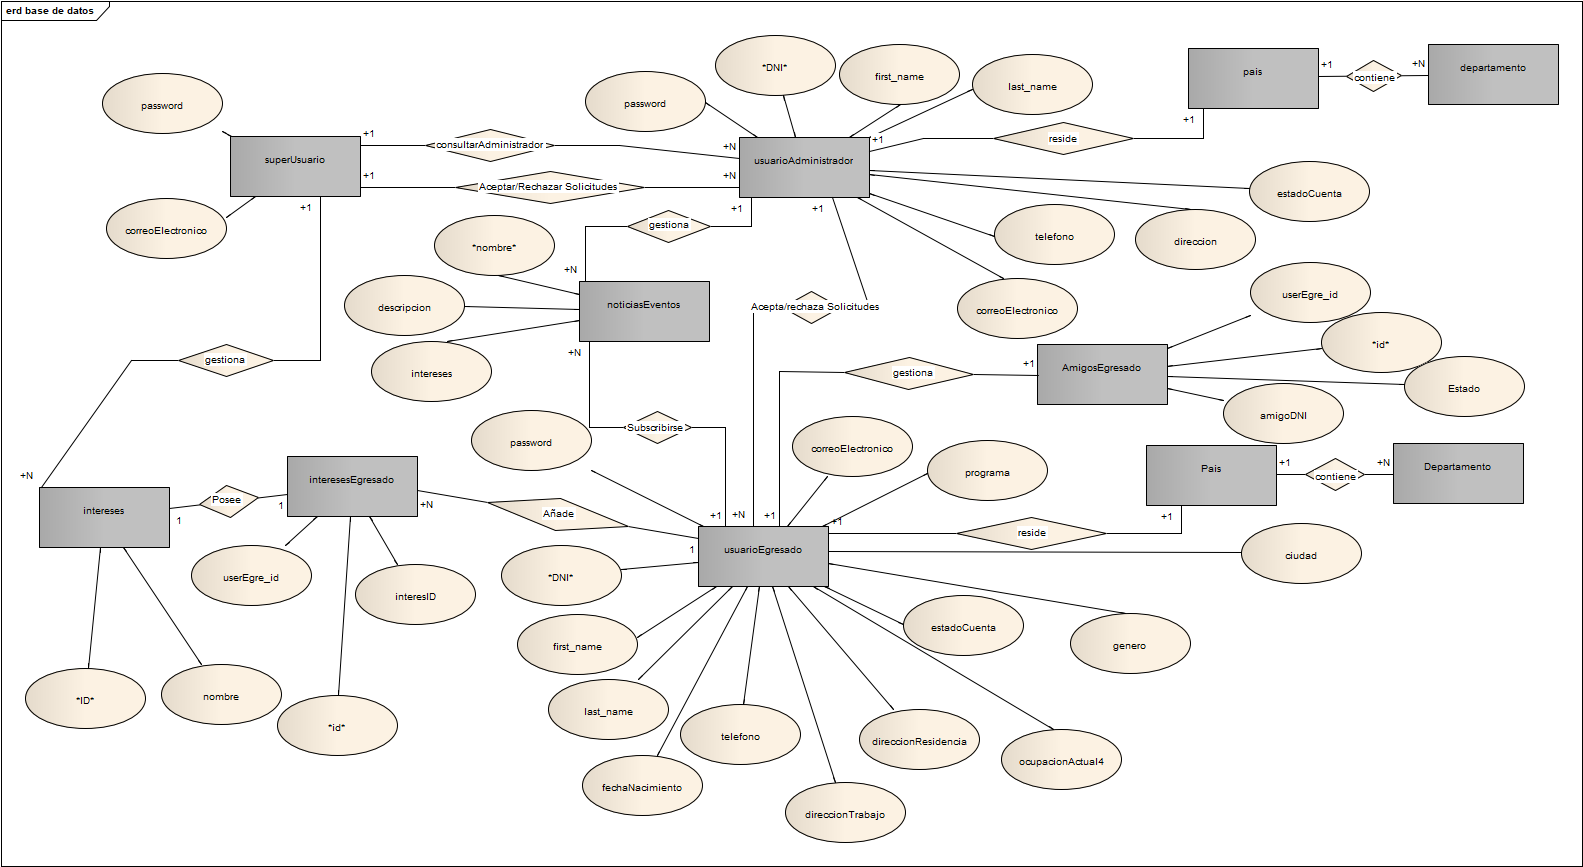 erd base de datos
*DNI*
first_name
last_name
password
password
pais
+1
contiene
+N
departamento
superUsuario
+1
consultarAdministrador
+N
usuarioAdministrador
+1
reside
+1
+1
Aceptar/Rechazar Solicitudes
+N
estadoCuenta
correoElectronico
+1
gestiona
+1
+1
telefono
direccion
*nombre*
+N
noticiasEventos
descripcion
intereses
+N
Acepta/rechaza Solicitudes
correoElectronico
userEgre_id
*id*
Estado
amigoDNI
AmigosEgresado
+1
gestiona
gestiona
+N
Subscribirse
password
correoElectronico
programa
Pais
+1
contiene
+N
Departamento
interesesEgresado
+N
Añade
intereses
1
Posee
1
+1
+N
+1
+1
reside
+1
usuarioEgresado
1
ciudad
userEgre_id
interesID
*DNI*
first_name
estadoCuenta
genero
*ID*
nombre
*id*
last_name
telefono
direccionResidencia
ocupacionActual4
fechaNacimiento
direccionTrabajo